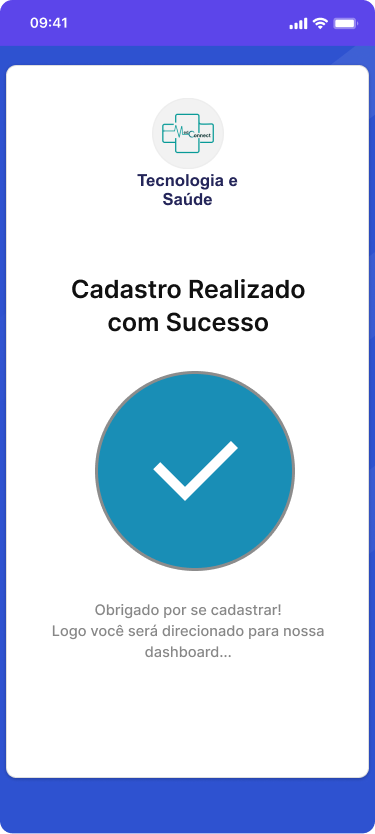 09:41
Connect
Tecnologia e
Saúde
Cadastro Realizado
com Sucesso
Obrigado por se cadastrar!
Logo você será direcionado para nossa
dashboard...